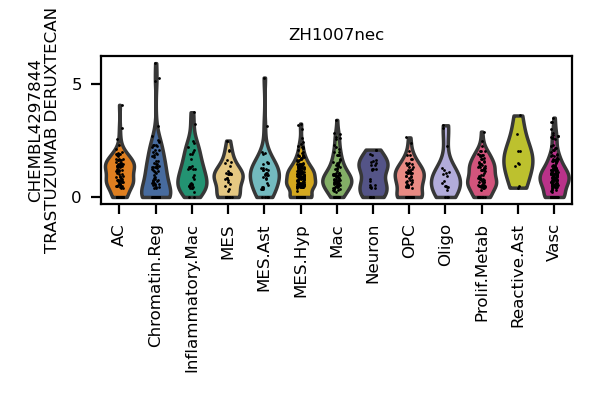 ZH1007nec
CHEMBL4297844
TRASTUZUMAB DERUXTECAN
5
0
AC
Chromatin.Reg
Inflammatory.Mac
MES
MES.Ast
MES.Hyp
Mac
Neuron
OPC
Oligo
Prolif.Metab
Reactive.Ast
Vasc